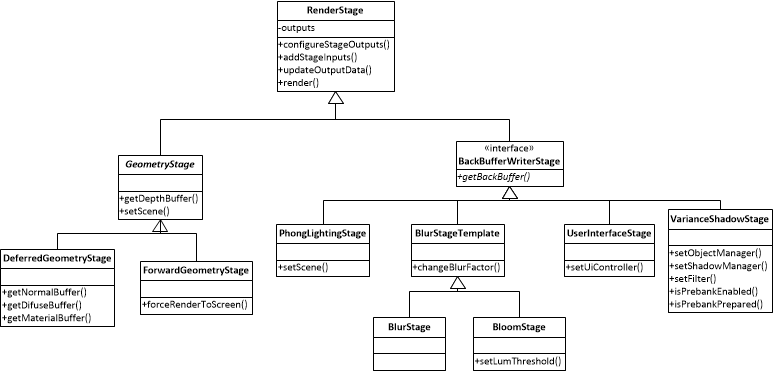 RenderStage
-outputs
+configureStageOutputs()
+addStageInputs()
+updateOutputData()
+render()
GeometryStage
+getDepthBuffer()
+setScene()
«interface»
BackBufferWriterStage
+getBackBuffer()
DeferredGeometryStage
+getNormalBuffer()
+getDifuseBuffer()
+getMaterialBuffer()
ForwardGeometryStage
+forceRenderToScreen()
PhongLightingStage
+setScene()
BlurStageTemplate
+changeBlurFactor()
UserInterfaceStage
+setUiController()
VarianceShadowStage
+setObjectManager()
+setShadowManager()
+setFilter()
+isPrebankEnabled()
+isPrebankPrepared()
BlurStage
BloomStage
+setLumThreshold()